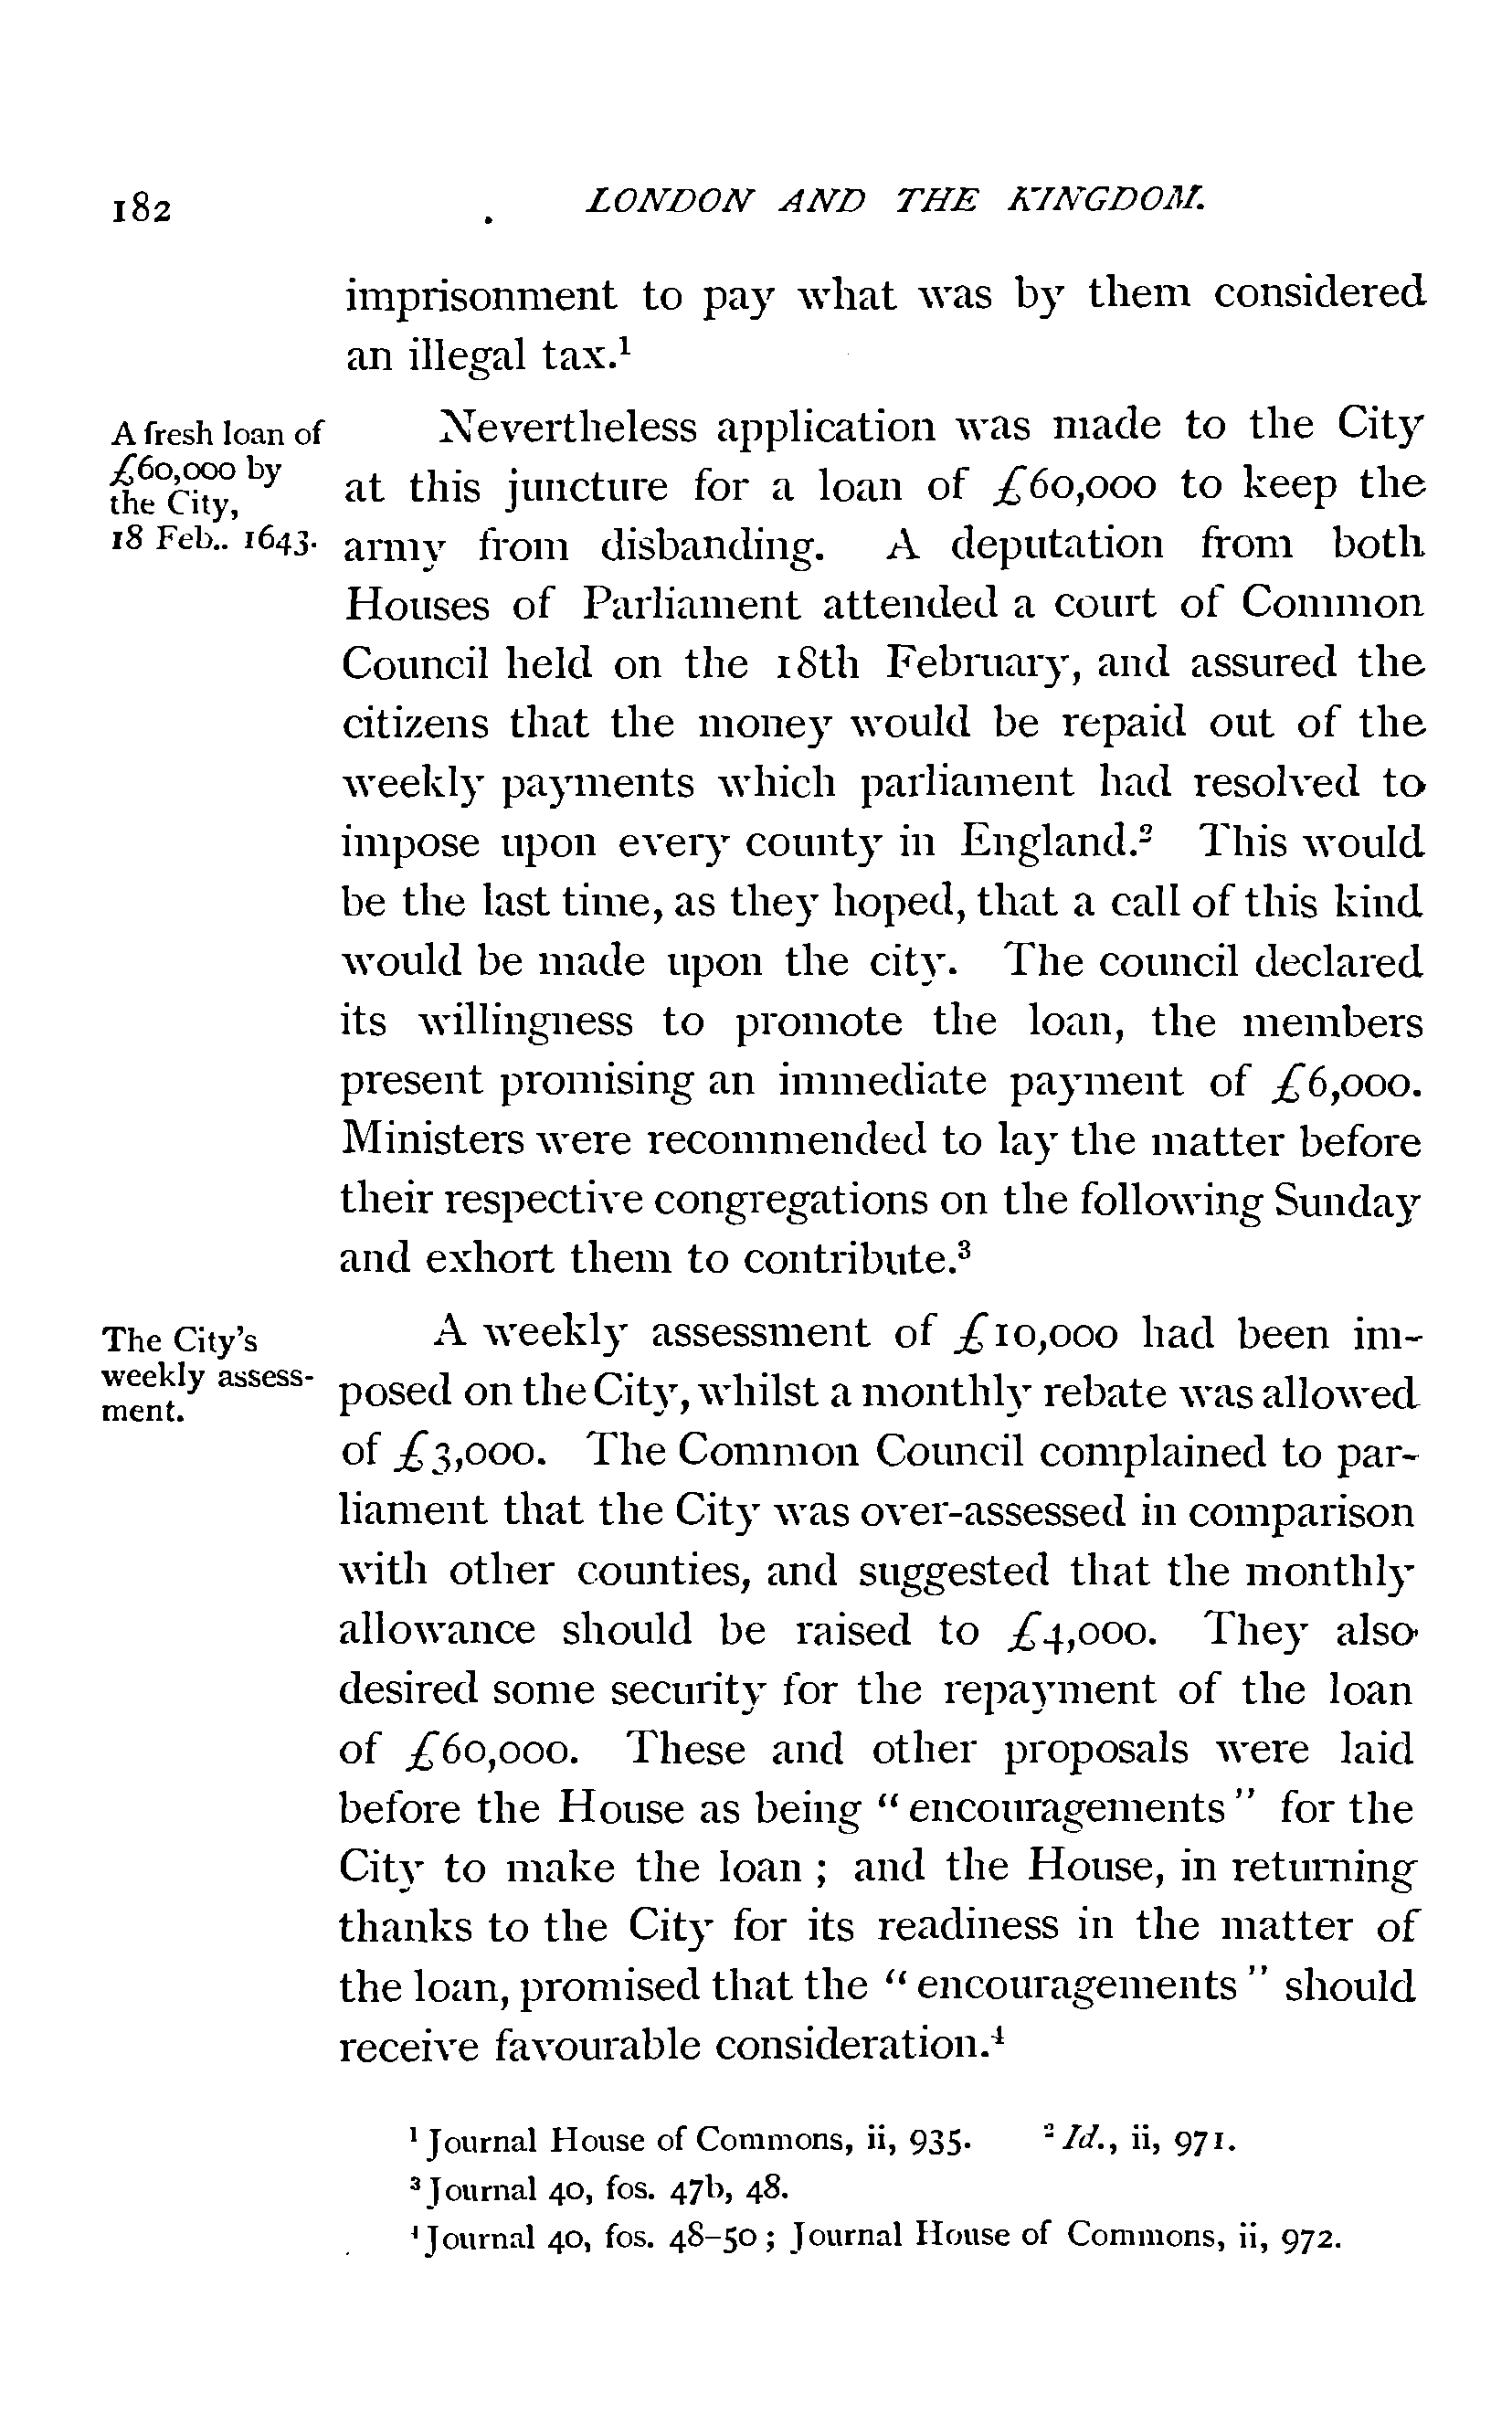 182 LONDON AND THE KINGDOM.
imprisonment to pay what was by them considered
an illegal tax.¹
A fresh loan of
£60,000 by
the City,
18 Feb.. 1643.
Nevertheless application was made to the City
at this juncture for a loan of £60,000 to keep the
army from disbanding. A deputation from both
Houses of Parliament attended a court of Common
Council held on the 18th February, and assured the
citizens that the money would be repaid out of the
weekly payments which parliament had resolved to
impose upon every county in England.² This would
be the last time, as they hoped, that a call of this kind
would be made upon the city. The council declared
its willingness to promote the loan, the members
present promising an immediate payment of £6,000.
Ministers were recommended to lay the matter before
their respective congregations on the following Sunday
and exhort them to contribute.³
The City's
weekly assess-
ment.
A weekly assessment of £10,000 had been im-
posed on the City, whilst a monthly rebate was allowed
of £3,000. The Common Council complained to par-
liament that the City was over-assessed in comparison
with other counties, and suggested that the monthly
allowance should be raised to £4,000. They also
desired some security for the repayment of the loan
of £60,000. These and other proposals were laid
before the House as being “ encouragements ” for the
City to make the loan ; and the House, in returning
thanks to the City for its readiness in the matter of
the loan, promised that the “ encouragements ” should
receive favourable consideration.⁴
¹ Journal House of Commons, ii, 935. ² Id., ii, 971.
³ Journal 40, fos. 47b, 48.
⁴ Journal 40, fos. 48–50 ; Journal House of Commons, ii, 972.